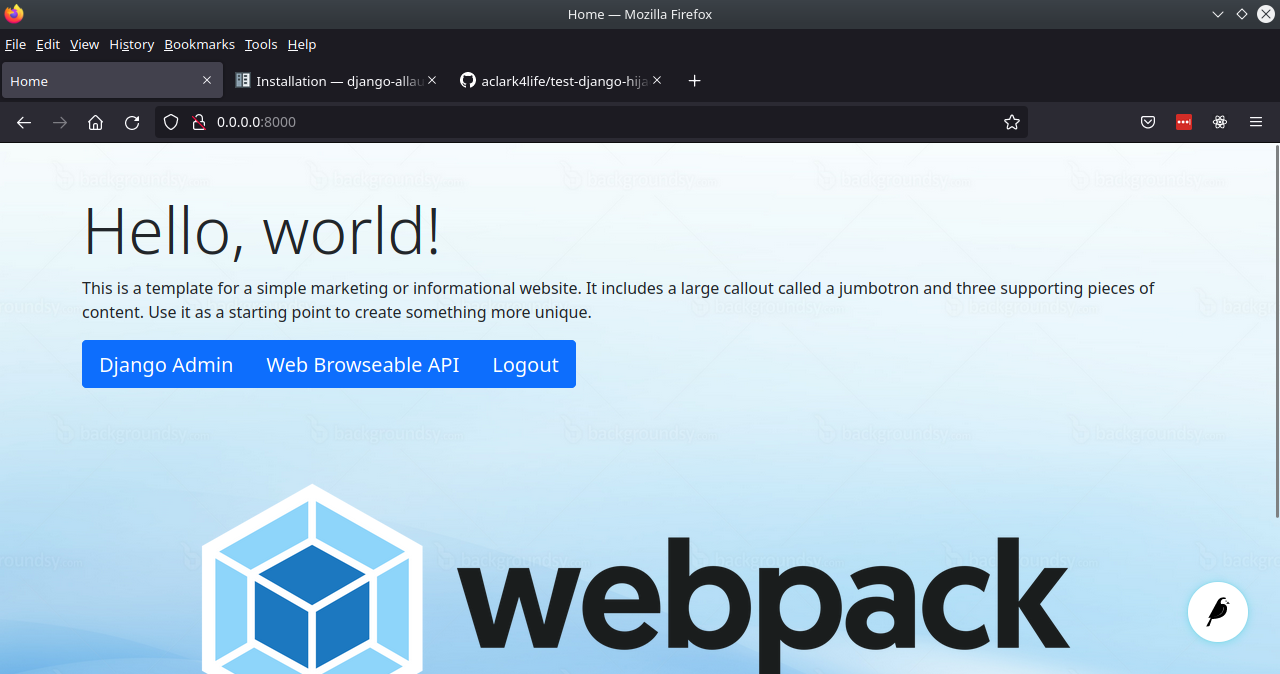 Home — Mozilla Firefox
File Edit View History Bookmarks Tools Help
Home
Installation — django-allau
aclark4life/test-django-hija
0.0.0.0:8000
Hello, world!
This is a template for a simple marketing or informational website. It includes a large callout called a jumbotron and three supporting pieces of
content. Use it as a starting point to create something more unique.
Django Admin Web Browseable API Logout
webpack